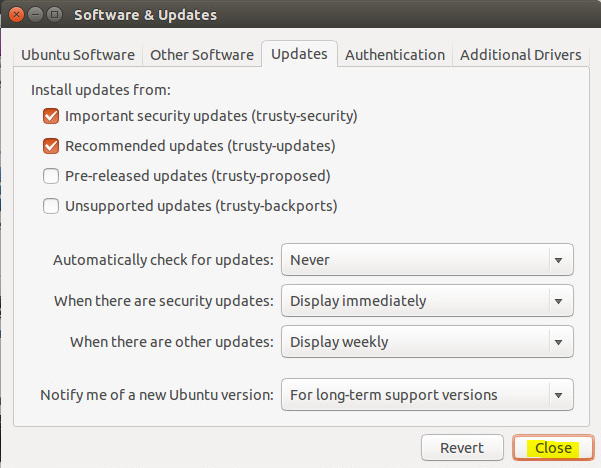 Software & Updates
Ubuntu Software Other Software Updates Authentication Additional Drivers
Install updates from:
Important security updates (trusty-security)
Recommended updates (trusty-updates)
Pre-released updates (trusty-proposed)
Unsupported updates (trusty-backports)
Automatically check for updates: Never
When there are security updates: Display immediately
When there are other updates: Display weekly
Notify me of a new Ubuntu version: For long-term support versions
Revert Close